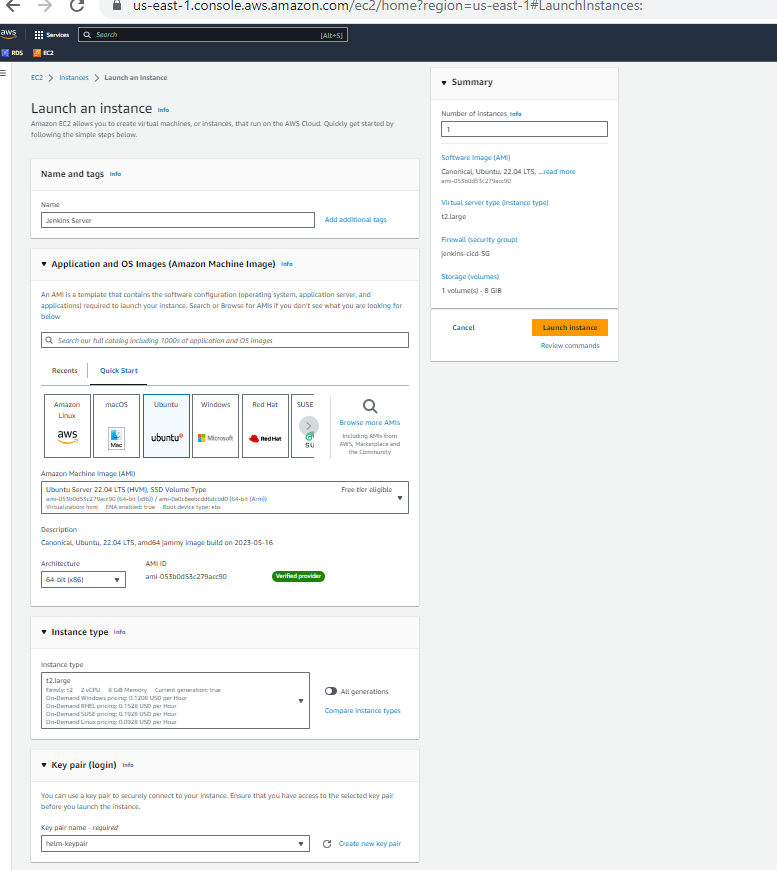 us-east-1.console.aws.amazon.com/ec2/home?region=us-east-1#LaunchInstances:
aws
Services
Search
[Alt+S]
RDS
EC2
EC2
Instances
Launch an instance
Launch an instance Info
Amazon EC2 allows you to create virtual machines, or instances, that run on the AWS Cloud. Quickly get started by
following the simple steps below.
Name and tags Info
Name
Jenkins Server
Add additional tags
Application and OS Images (Amazon Machine Image) Info
An AMI is a template that contains the software configuration (operating system, application server, and
applications) required to launch your instance. Search or Browse for AMIs if you don't see what you are looking for
below
Search our full catalog including 1000s of application and OS images
Recents
Quick Start
Amazon
Linux
aws
macOS
Mac
Ubuntu
ubuntu
Windows
Microsoft
Red Hat
Red Hat
SUSE
SU
Browse more AMIs
Including AMIs from
AWS, Marketplace and
the Community
Amazon Machine Image (AMI)
Ubuntu Server 22.04 LTS (HVM), SSD Volume Type
Free tier eligible
ami-053b0d53c279acc90 (64-bit (x86)) / ami-0a0c8eebcdd6dcbd0 (64-bit (Arm))
Virtualization: hvm ENA enabled: true Root device type: ebs
Description
Canonical, Ubuntu, 22.04 LTS, amd64 jammy image build on 2023-05-16
Architecture
AMI ID
64-bit (x86)
ami-053b0d53c279acc90
Verified provider
Instance type Info
Instance type
t2.large
Family: t2 2 vCPU 8 GiB Memory Current generation: true
On-Demand Windows pricing: 0.1208 USD per Hour
On-Demand RHEL pricing: 0.1528 USD per Hour
On-Demand SUSE pricing: 0.1928 USD per Hour
On-Demand Linux pricing: 0.0928 USD per Hour
All generations
Compare instance types
Key pair (login) Info
You can use a key pair to securely connect to your instance. Ensure that you have access to the selected key pair
before you launch the instance.
Key pair name - required
helm-keypair
Create new key pair
Summary
Number of instances Info
1
Software Image (AMI)
Canonical, Ubuntu, 22.04 LTS, ...read more
ami-053b0d53c279acc90
Virtual server type (instance type)
t2.large
Firewall (security group)
jenkins-cicd-SG
Storage (volumes)
1 volume(s) - 8 GiB
Cancel
Launch instance
Review commands